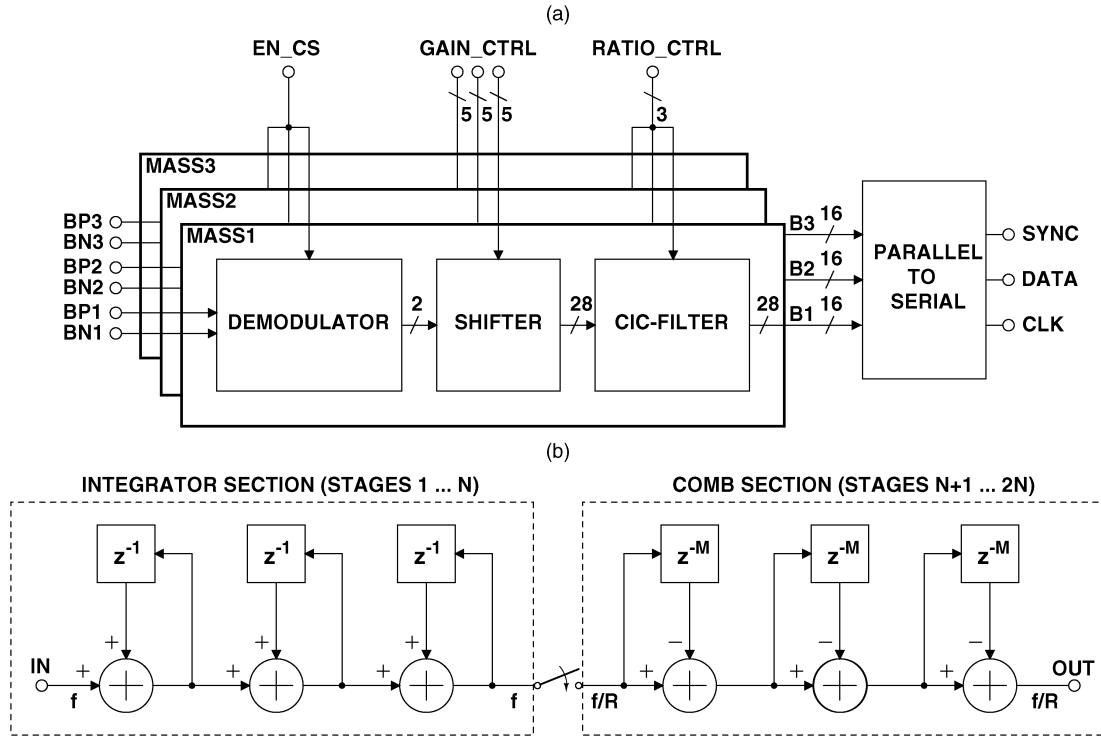 (a)
EN_CS GAIN_CTRL RATIO_CTRL
5 5 5 3
MASS3
MASS2
MASS1
BP3
BN3
BP2
BN2
BP1
BN1
DEMODULATOR
2
SHIFTER
28
CIC-FILTER
28
B3 16
B2 16
B1 16
PARALLEL
TO
SERIAL
SYNC
DATA
CLK
(b)
INTEGRATOR SECTION (STAGES 1 ... N) COMB SECTION (STAGES N+1 ... 2N)
z⁻¹ z⁻¹ z⁻¹ z⁻ᴹ z⁻ᴹ z⁻ᴹ
+ + + − − −
IN + + + + + + OUT
f f f/R f/R